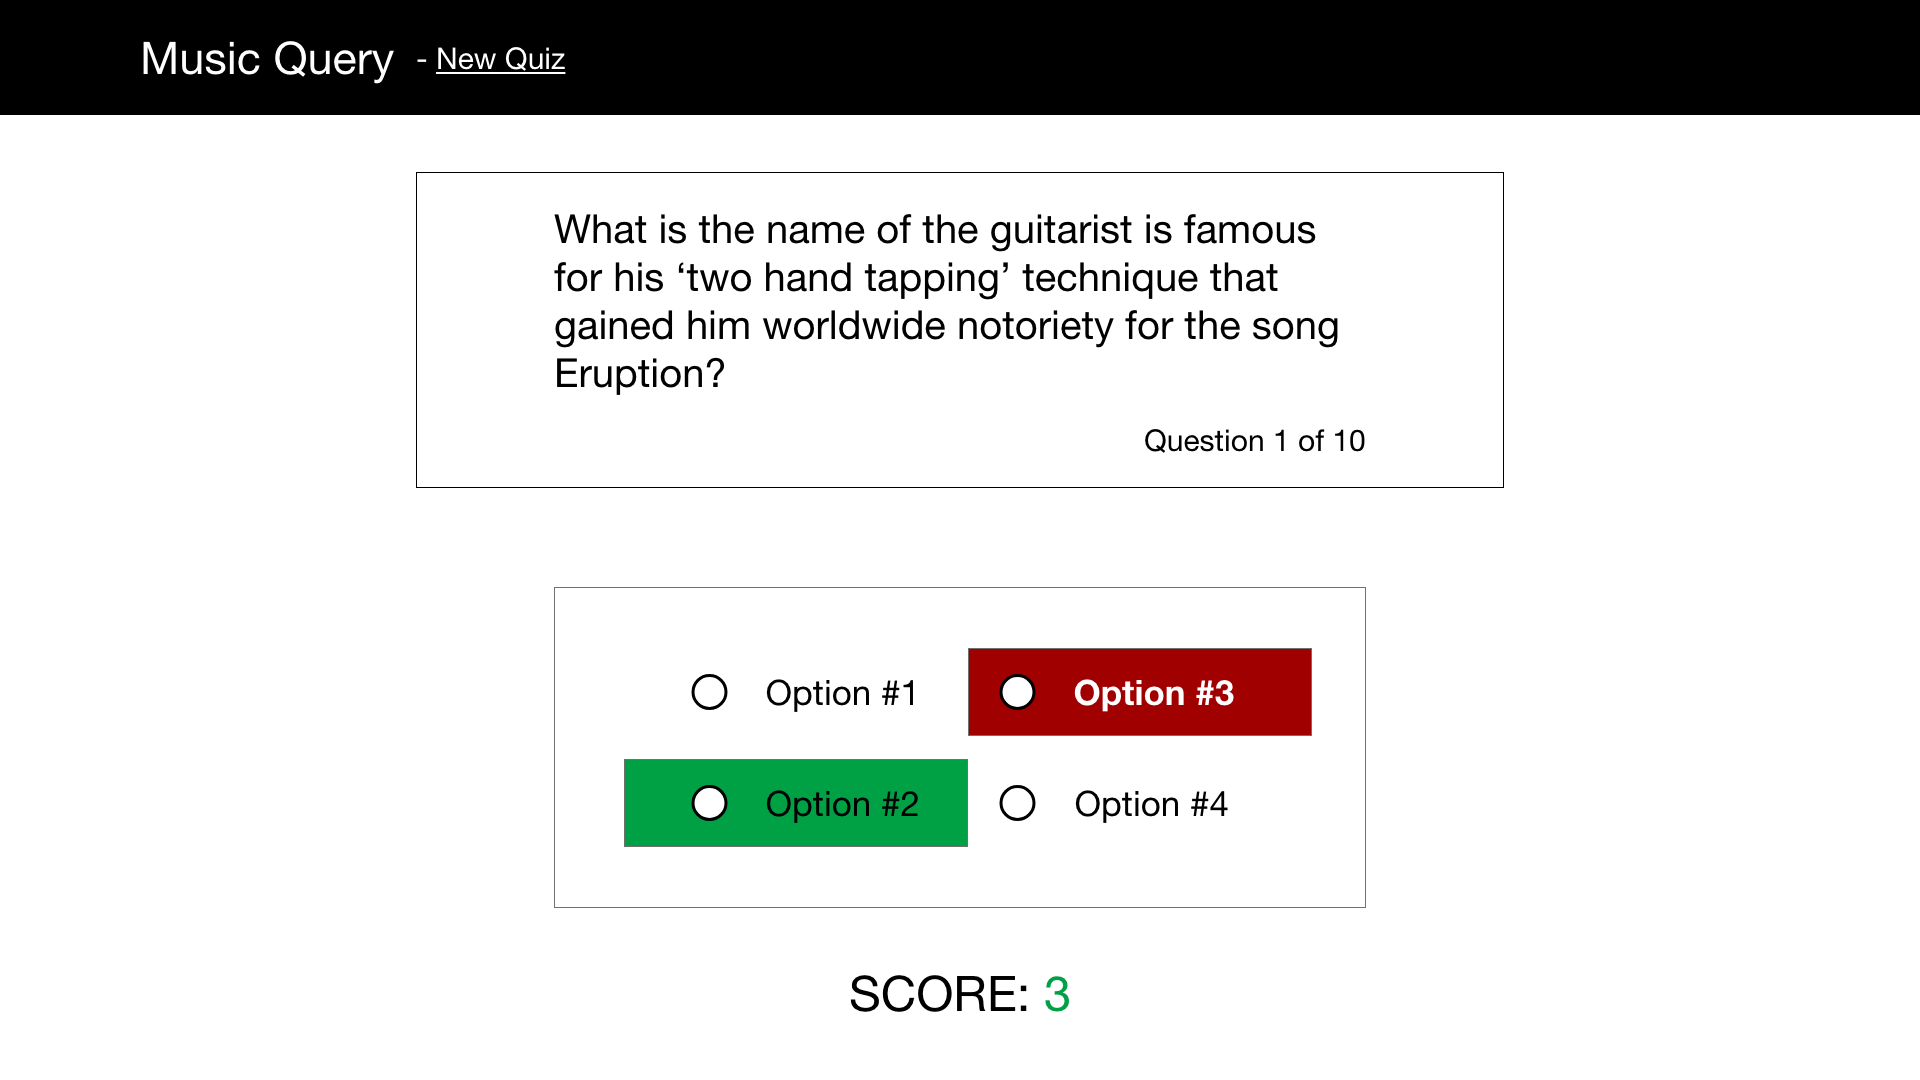 Music Query - New Quiz
What is the name of the guitarist is famous
for his ‘two hand tapping’ technique that
gained him worldwide notoriety for the song
Eruption?
Question 1 of 10
Option #1
Option #3
Option #2
Option #4
SCORE: 3